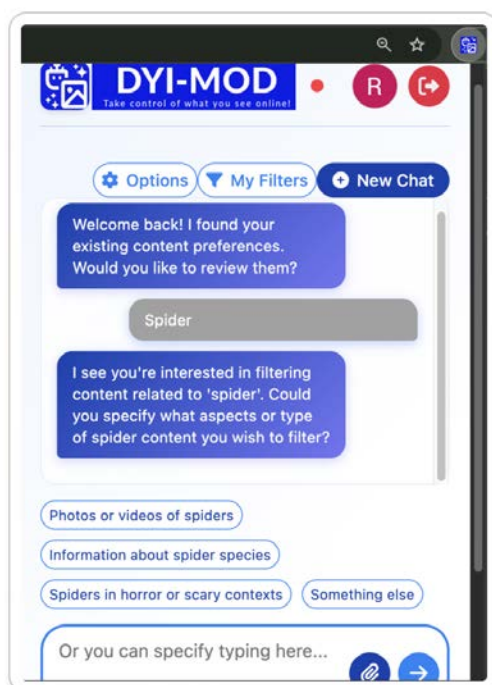 DYI-MOD
Take control of what you see online!
R
Options
My Filters
New Chat
Welcome back! I found your
existing content preferences.
Would you like to review them?
Spider
I see you're interested in filtering
content related to 'spider'. Could
you specify what aspects or type
of spider content you wish to filter?
Photos or videos of spiders
Information about spider species
Spiders in horror or scary contexts
Something else
Or you can specify typing here...